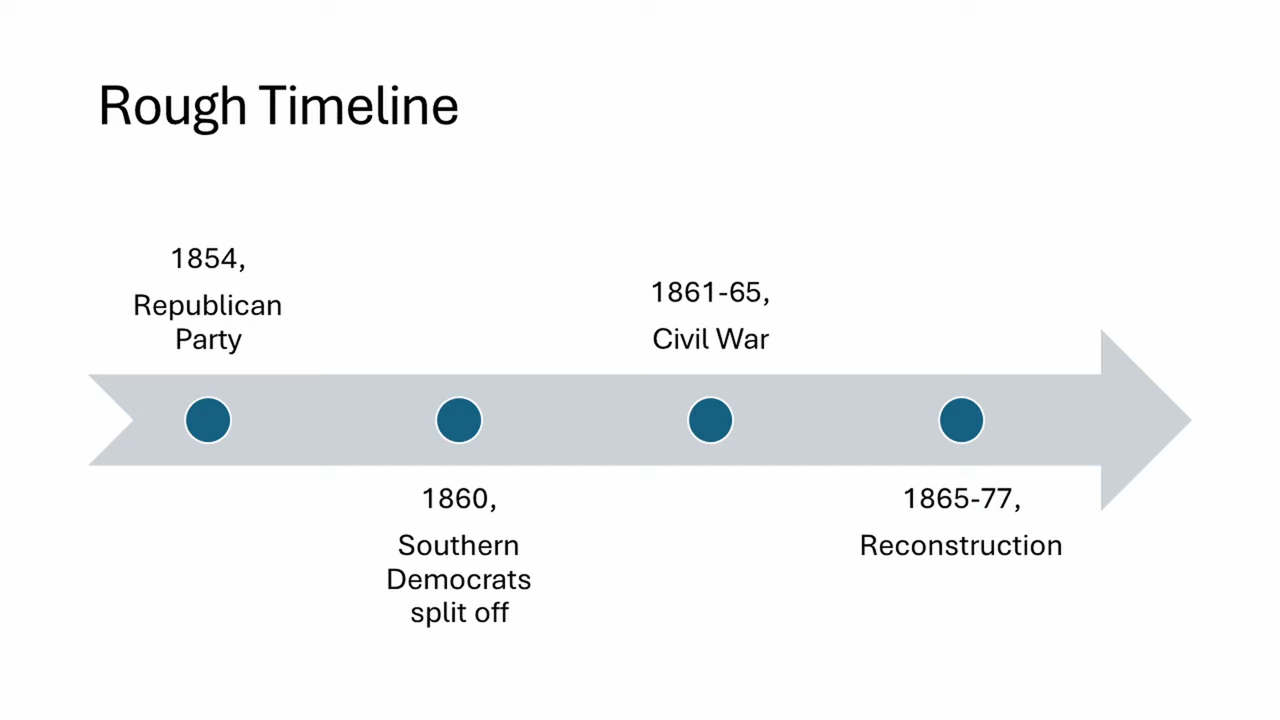 Rough Timeline
1854,
Republican
Party
1860,
Southern
Democrats
split off
1861-65,
Civil War
1865-77,
Reconstruction